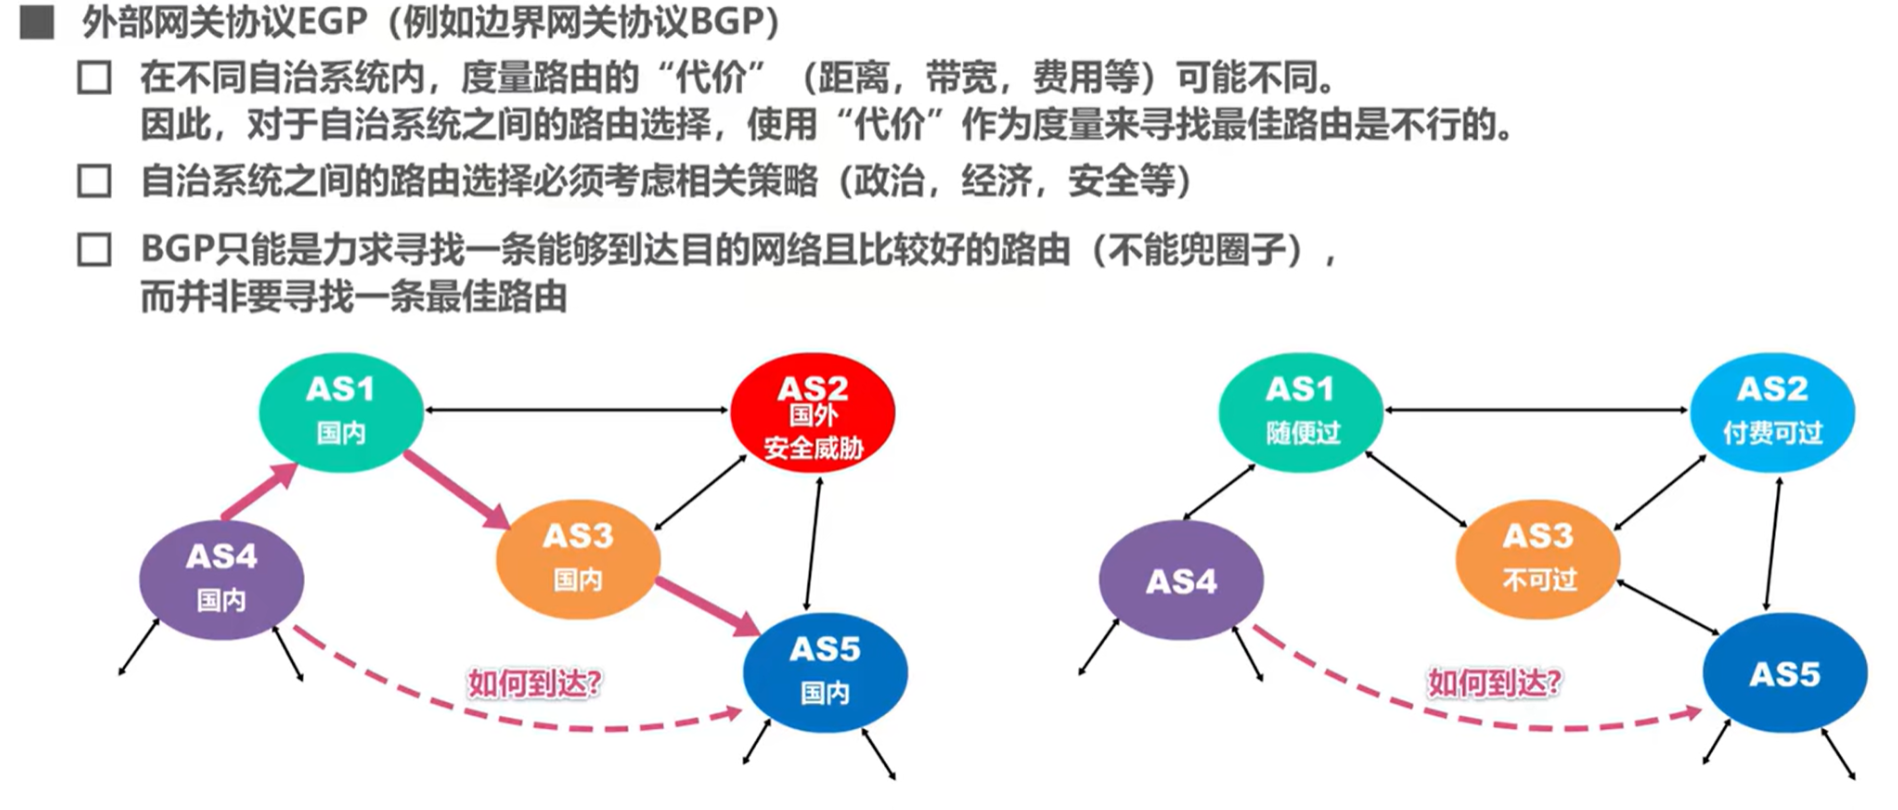 外部网关协议EGP（例如边界网关协议BGP）
在不同自治系统内，度量路由的“代价”（距离，带宽，费用等）可能不同。
因此，对于自治系统之间的路由选择，使用“代价”作为度量来寻找最佳路由是不行的。
自治系统之间的路由选择必须考虑相关策略（政治，经济，安全等）
BGP只能是力求寻找一条能够到达目的网络且比较好的路由（不能兜圈子），
而并非要寻找一条最佳路由
AS1
国内
AS2
国外
安全威胁
AS3
国内
AS4
国内
AS5
国内
如何到达?
AS1
随便过
AS2
付费可过
AS3
不可过
AS4
AS5
如何到达?